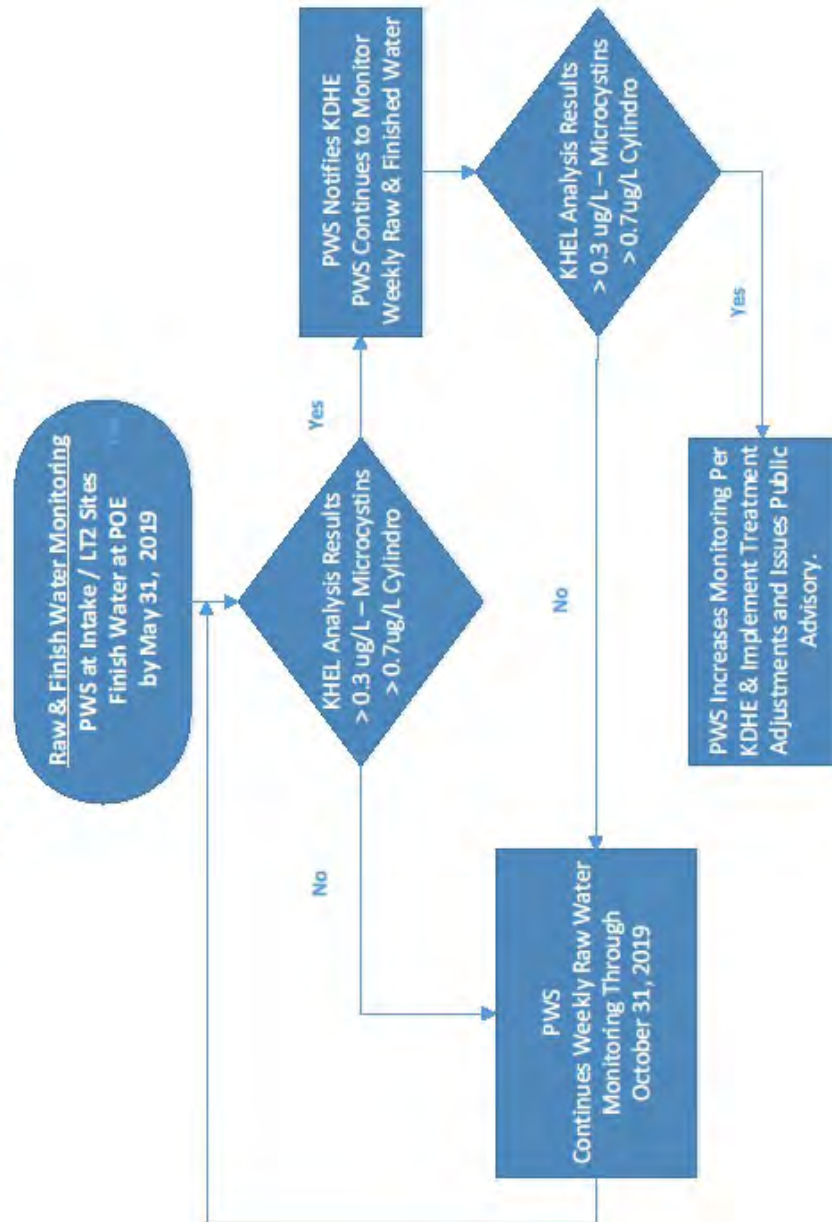 Raw & Finish Water Monitoring
PWS at Intake / LT2 Sites
Finish Water at POE
by May 31, 2019
KHEL Analysis Results
> 0.3 ug/L – Microcystins
> 0.7ug/L Cylindro
Yes
PWS Notifies KDHE
PWS Continues to Monitor
Weekly Raw & Finished Water
No
KHEL Analysis Results
> 0.3 ug/L – Microcystins
> 0.7ug/L Cylindro
No
Yes
PWS
Continues Weekly Raw Water
Monitoring Through
October 31, 2019
PWS Increases Monitoring Per
KDHE & Implement Treatment
Adjustments and Issues Public
Advisory.